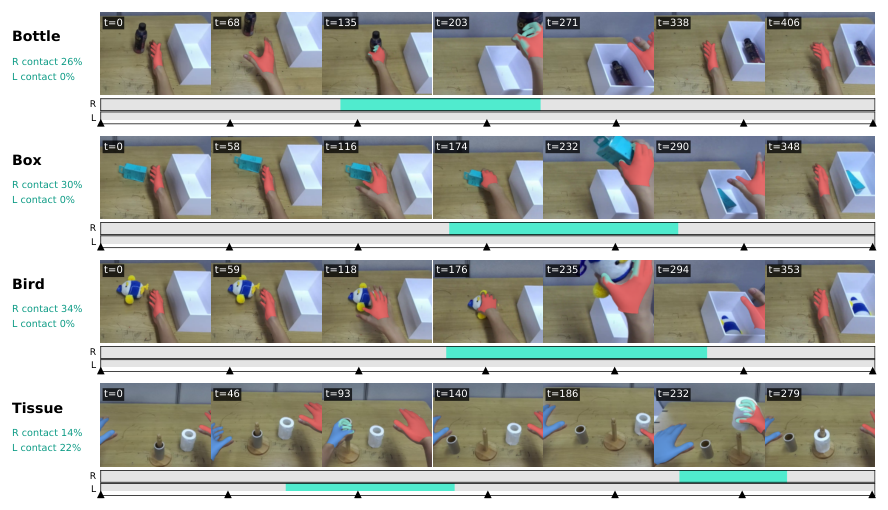 Bottle
R contact 26%
L contact 0%
t=0 t=68 t=135 t=203 t=271 t=338 t=406
R
L
Box
R contact 30%
L contact 0%
t=0 t=58 t=116 t=174 t=232 t=290 t=348
R
L
Bird
R contact 34%
L contact 0%
t=0 t=59 t=118 t=176 t=235 t=294 t=353
R
L
Tissue
R contact 14%
L contact 22%
t=0 t=46 t=93 t=140 t=186 t=232 t=279
R
L